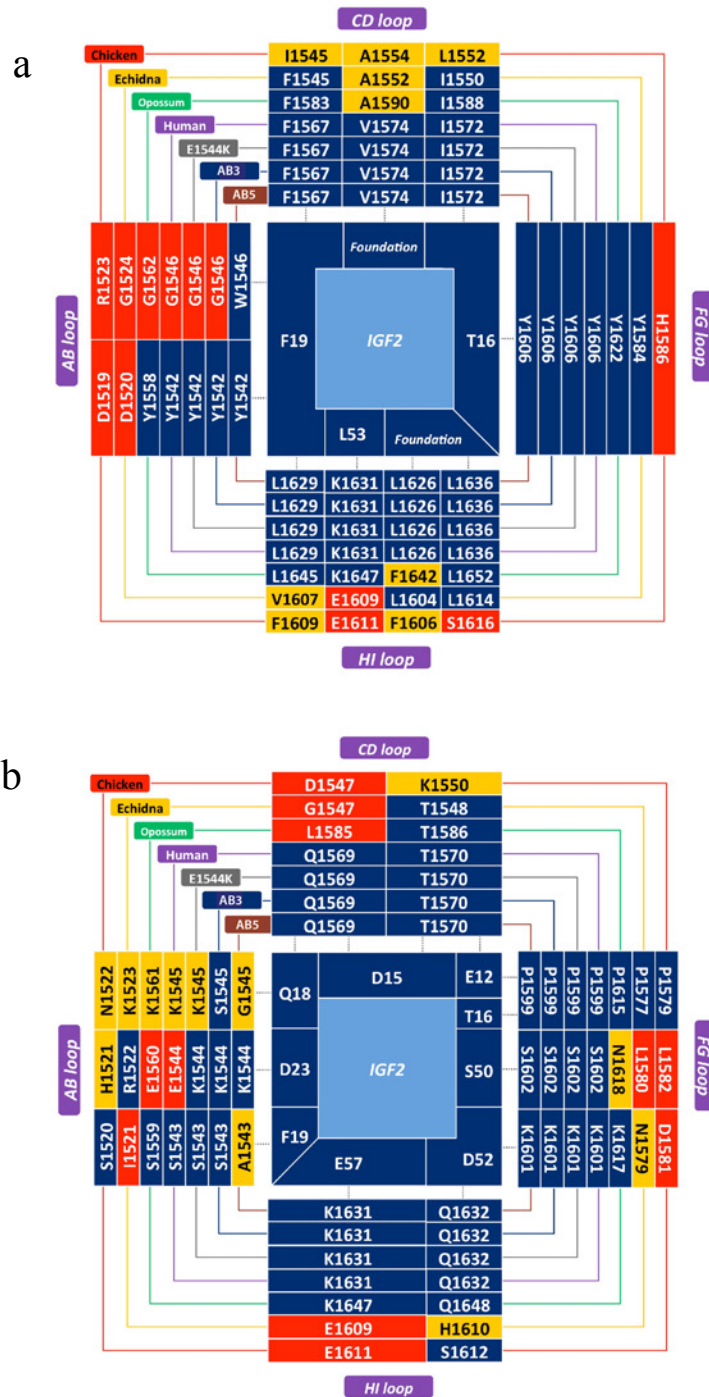 a
CD loop
Chicken
I1545 A1554 L1552
Echidna
F1545 A1552 I1550
Opossum
F1583 A1590 I1588
Human
F1567 V1574 I1572
E1544K
F1567 V1574 I1572
AB3
F1567 V1574 I1572
AB5
F1567 V1574 I1572
AB loop
R1523 G1524 G1562 G1546 G1546 G1546 W1546
D1519 D1520 Y1558 Y1542 Y1542 Y1542 Y1542
Foundation
F19 IGF2 T16
L53 Foundation
Y1606 Y1606 Y1606 Y1606 Y1622 Y1584 H1586
FG loop
L1629 K1631 L1626 L1636
L1629 K1631 L1626 L1636
L1629 K1631 L1626 L1636
L1629 K1631 L1626 L1636
L1645 K1647 F1642 L1652
V1607 E1609 L1604 L1614
F1609 E1611 F1606 S1616
HI loop
b
CD loop
Chicken
D1547 K1550
Echidna
G1547 T1548
Opossum
L1585 T1586
Human
Q1569 T1570
E1544K
Q1569 T1570
AB3
Q1569 T1570
AB5
Q1569 T1570
AB loop
N1522 K1523 K1561 K1545 K1545 S1545 G1545
H1521 R1522 E1560 E1544 K1544 K1544 K1544
S1520 I1521 S1559 S1543 S1543 S1543 A1543
Q18 D15 E12
T16
D23 IGF2 S50
F19 E57 D52
P1599 P1599 P1599 P1599 P1615 P1577 P1579
S1602 S1602 S1602 S1602 N1618 L1580 L1582
K1601 K1601 K1601 K1601 K1617 N1579 D1581
FG loop
K1631 Q1632
K1631 Q1632
K1631 Q1632
K1631 Q1632
K1647 Q1648
E1609 H1610
E1611 S1612
HI loop